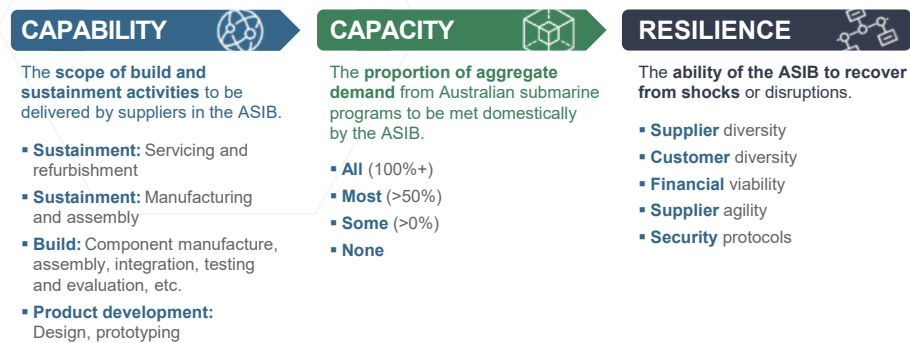 CAPABILITY
The scope of build and
sustainment activities to be
delivered by suppliers in the ASIB.
▪ Sustainment: Servicing and
refurbishment
▪ Sustainment: Manufacturing
and assembly
▪ Build: Component manufacture,
assembly, integration, testing
and evaluation, etc.
▪ Product development:
Design, prototyping
CAPACITY
The proportion of aggregate
demand from Australian submarine
programs to be met domestically
by the ASIB.
▪ All (100%+)
▪ Most (>50%)
▪ Some (>0%)
▪ None
RESILIENCE
The ability of the ASIB to recover
from shocks or disruptions.
▪ Supplier diversity
▪ Customer diversity
▪ Financial viability
▪ Supplier agility
▪ Security protocols